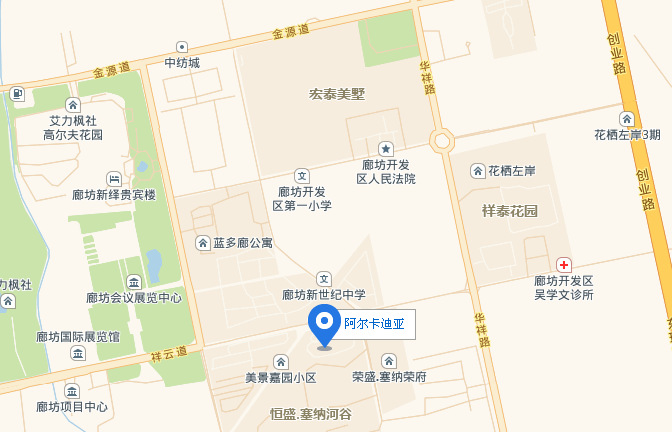 金源道
创业路
中纺城
金源道
华祥路
宏泰美墅
艾力枫社
高尔夫花园
花栖左岸3期
廊坊开发
区人民法院
花栖左岸
廊坊新绎贵宾楼
廊坊开发
区第一小学
创业路
祥泰花园
蓝多廊公寓
力枫社
廊坊会议展览中心
廊坊新世纪中学
廊坊开发区
吴学文诊所
阿尔卡迪亚
华祥路
廊坊国际展览馆
祥云道
美景嘉园小区
荣盛.塞纳荣府
廊坊项目中心
恒盛.塞纳河谷